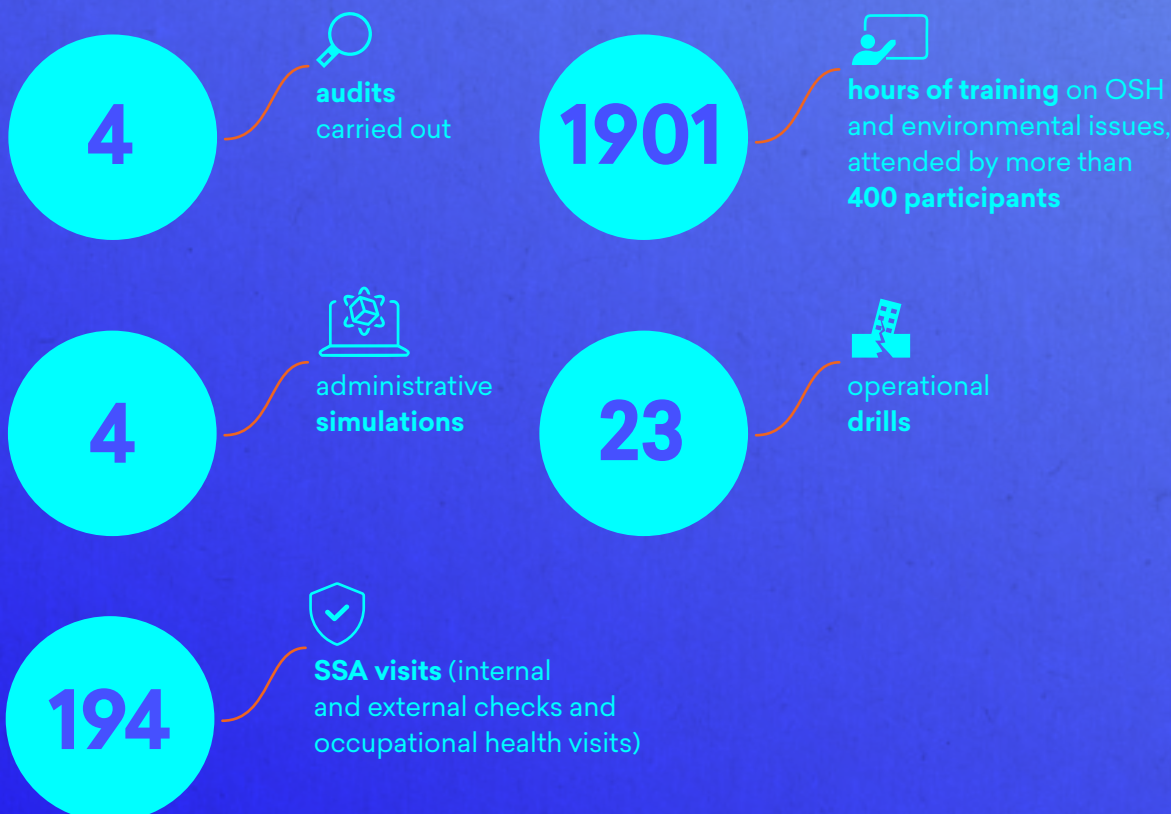 4
audits
carried out
1901
hours of training on OSH
and environmental issues,
attended by more than
400 participants
4
administrative
simulations
23
operational
drills
194
SSA visits (internal
and external checks and
occupational health visits)